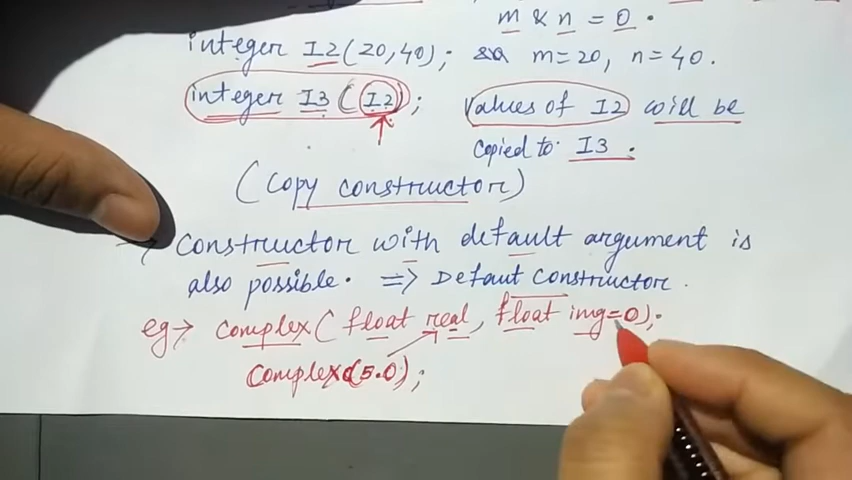 m & n = 0.
integer I2(20,40); m=20, n=40.
integer I3 (I2); values of I2 will be
copied to I3.
(copy constructor)
→ constructor with default argument is
also possible. => Defaut constructor.
eg→ complex( float real, float img=0);
complex (5.0);